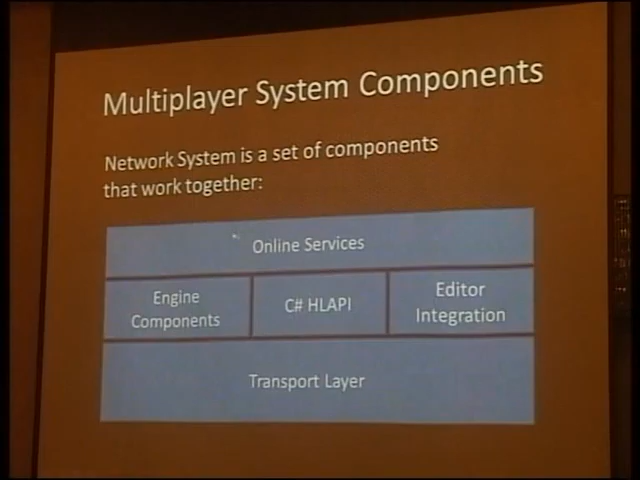 Multiplayer System Components
Network System is a set of components
that work together:
Online Services
Engine
Components
C# HLAPI
Editor
Integration
Transport Layer